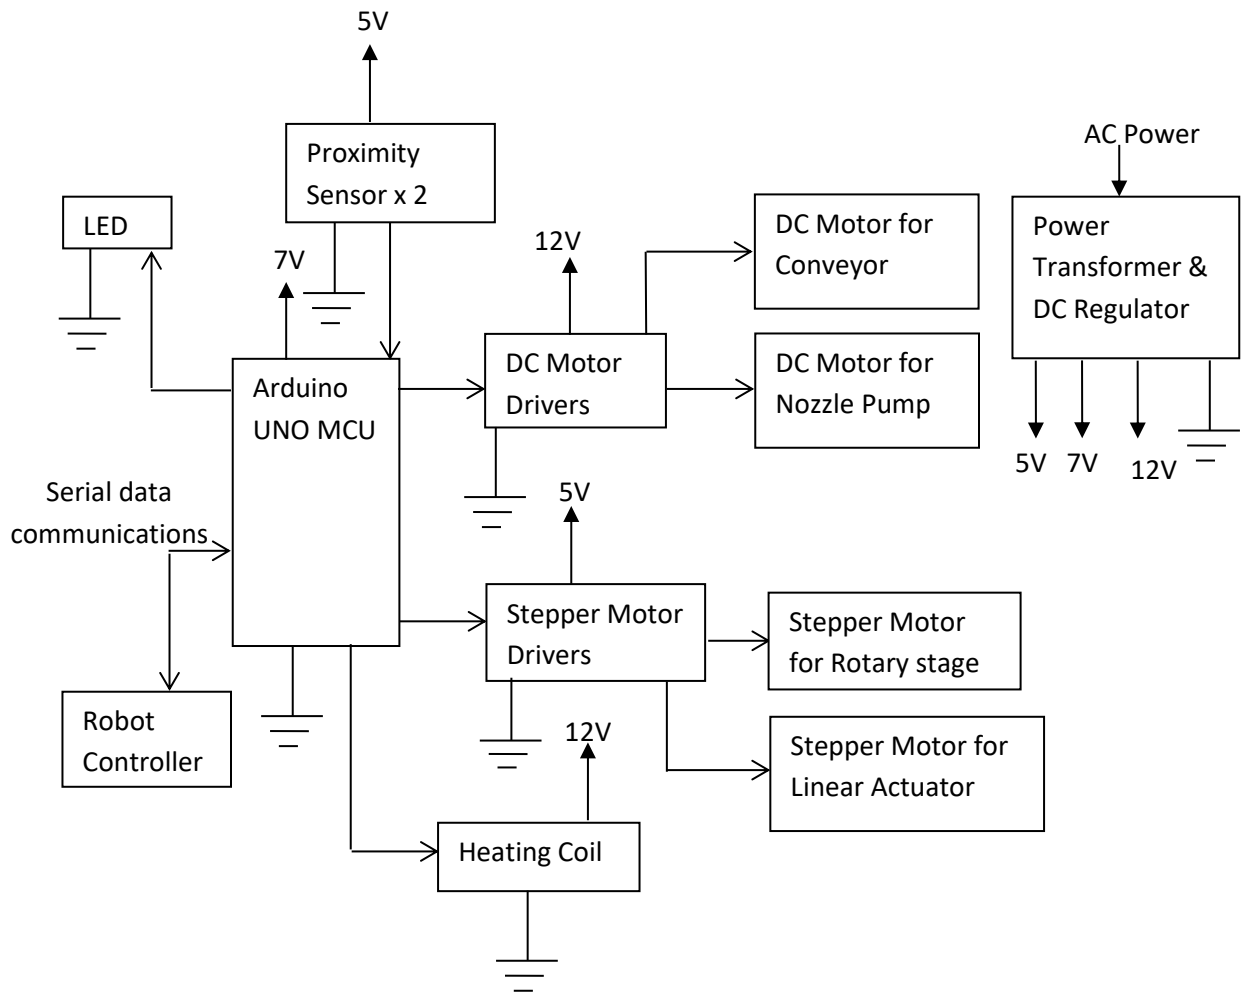 5V
Proximity
Sensor x 2
AC Power
LED
7V
12V
DC Motor for
Conveyor
Power
Transformer &
DC Regulator
Arduino
UNO MCU
DC Motor
Drivers
DC Motor for
Nozzle Pump
5V
7V
12V
Serial data
communications
5V
Stepper Motor
Drivers
Stepper Motor
for Rotary stage
Robot
Controller
12V
Stepper Motor for
Linear Actuator
Heating Coil